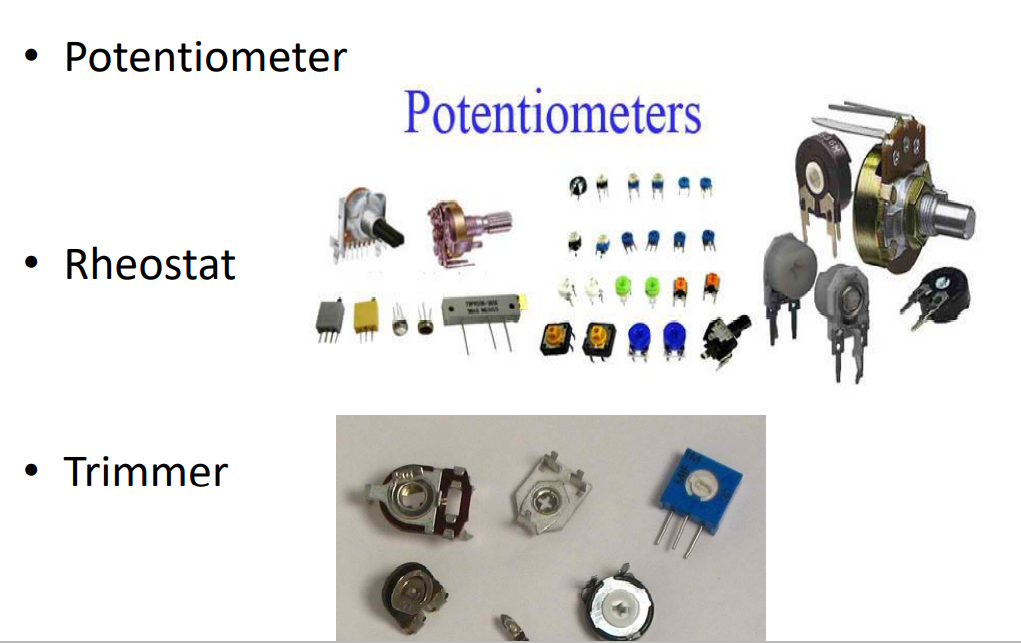 • Potentiometer
Potentiometers
• Rheostat
• Trimmer